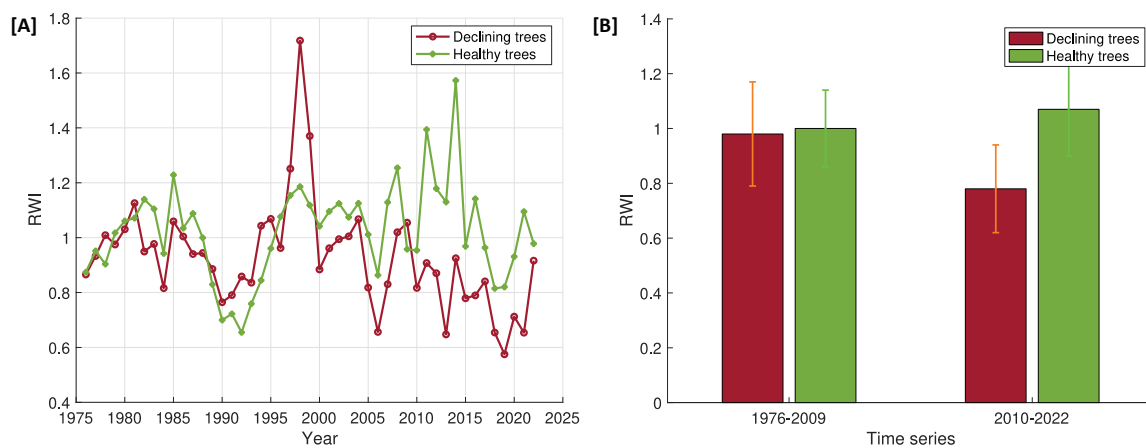 [A]
1.8
1.6
1.4
1.2
1
0.8
0.6
0.4
RWI
Declining trees
Healthy trees
1975 1980 1985 1990 1995 2000 2005 2010 2015 2020 2025
Year
[B]
1.4
1.2
1
0.8
0.6
0.4
0.2
0
RWI
Declining trees
Healthy trees
1976-2009 2010-2022
Time series